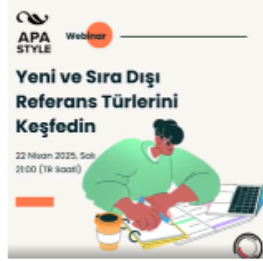 APA
STYLE
Webinar
Yeni ve Sıra Dışı
Referans Türlerini
Keşfedin
22 Nisan 2025, Salı
21:00 (TR Saati)